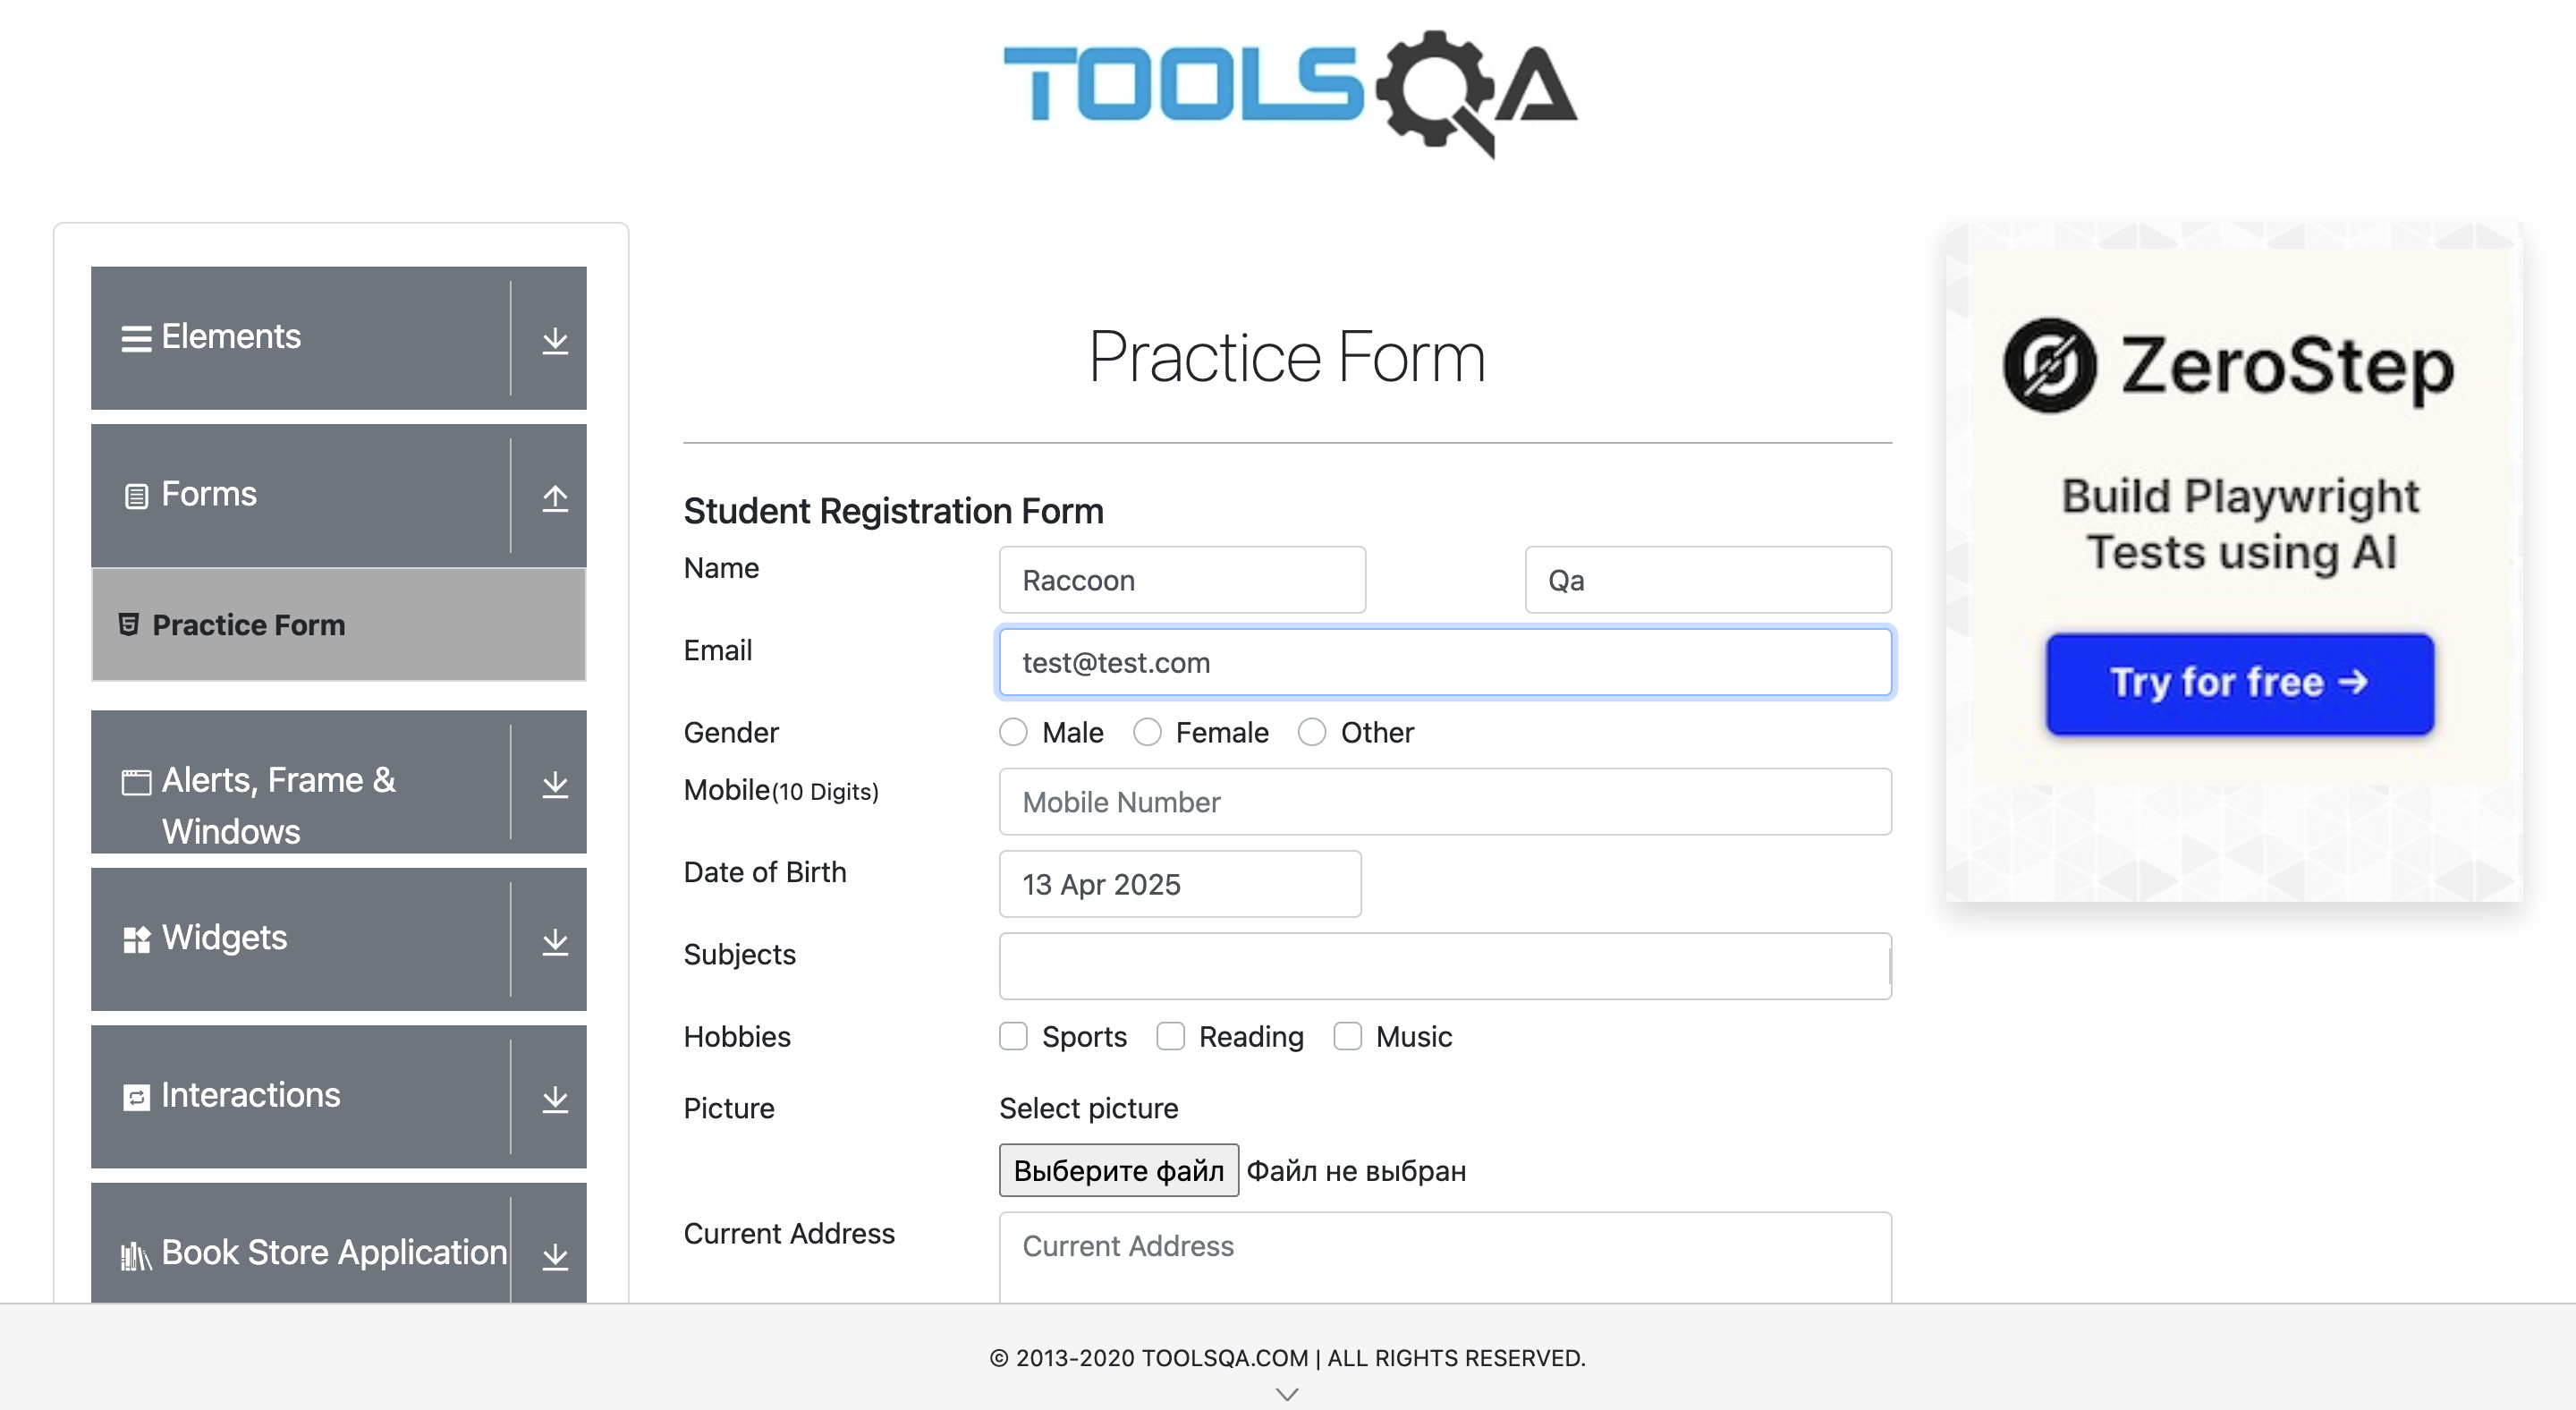 TOOLSQA
Elements
Forms
Practice Form
Alerts, Frame &
Windows
Widgets
Interactions
Book Store Application
Practice Form
Student Registration Form
Name Raccoon Qa
Email test@test.com
Gender Male Female Other
Mobile(10 Digits) Mobile Number
Date of Birth 13 Apr 2025
Subjects
Hobbies Sports Reading Music
Picture Select picture
Выберите файл Файл не выбран
Current Address Current Address
ZeroStep
Build Playwright
Tests using AI
Try for free →
© 2013-2020 TOOLSQA.COM | ALL RIGHTS RESERVED.